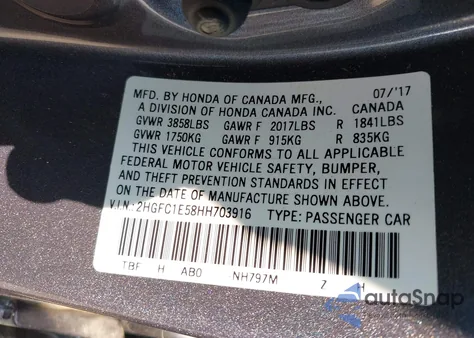 MFD. BY HONDA OF CANADA MFG., 07/'17
A DIVISION OF HONDA CANADA INC. CANADA
GVWR 3858LBS GAWR F 2017LBS R 1841LBS
GVWR 1750KG GAWR F 915KG R 835KG
THIS VEHICLE CONFORMS TO ALL APPLICABLE
FEDERAL MOTOR VEHICLE SAFETY, BUMPER,
AND THEFT PREVENTION STANDARDS IN EFFECT
ON THE DATE OF MANUFACTURE SHOWN ABOVE.
V.I.N: 2HGFC1E58HH703916 TYPE: PASSENGER CAR
TBF H AB0 NH797M Z H
autoSnap